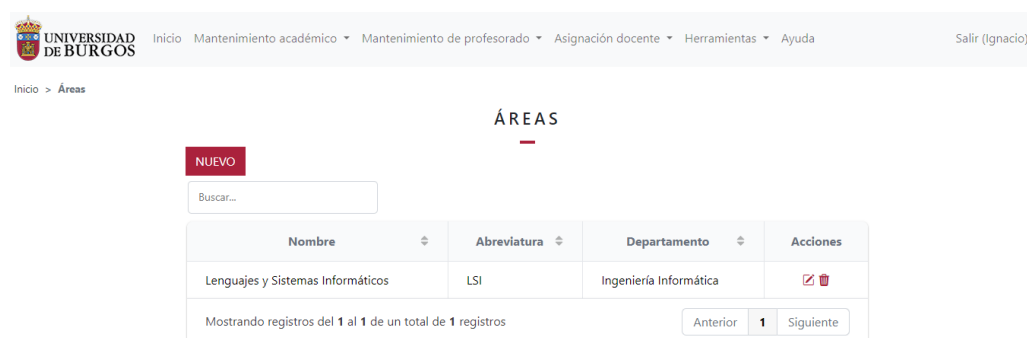 UNIVERSIDAD
DE BURGOS
Inicio Mantenimiento académico Mantenimiento de profesorado Asignación docente Herramientas Ayuda Salir (Ignacio)
Inicio > Áreas
ÁREAS
NUEVO
Buscar...
Nombre Abreviatura Departamento Acciones
Lenguajes y Sistemas Informáticos LSI Ingeniería Informática
Mostrando registros del 1 al 1 de un total de 1 registros Anterior 1 Siguiente